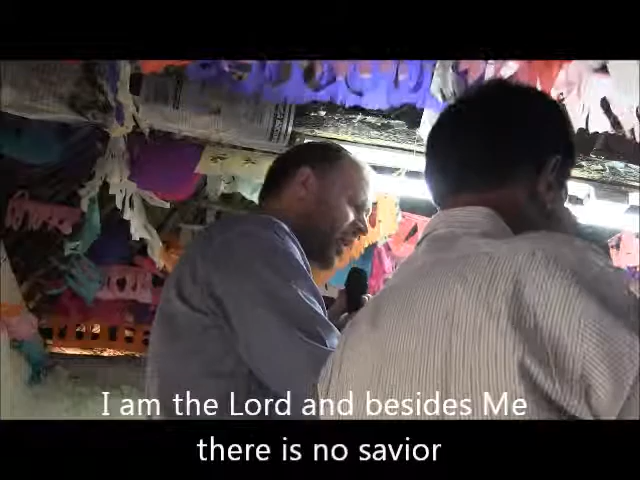 I am the Lord and besides Me
there is no savior